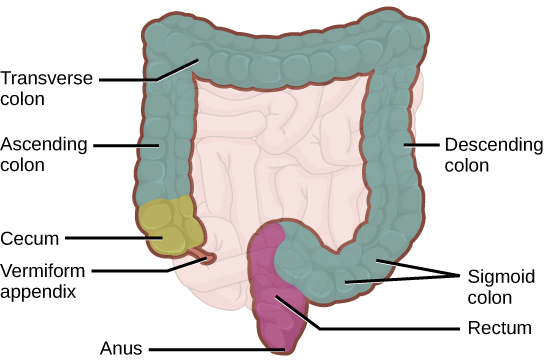 Transverse
colon
Ascending
colon
Descending
colon
Cecum
Vermiform
appendix
Sigmoid
colon
Rectum
Anus